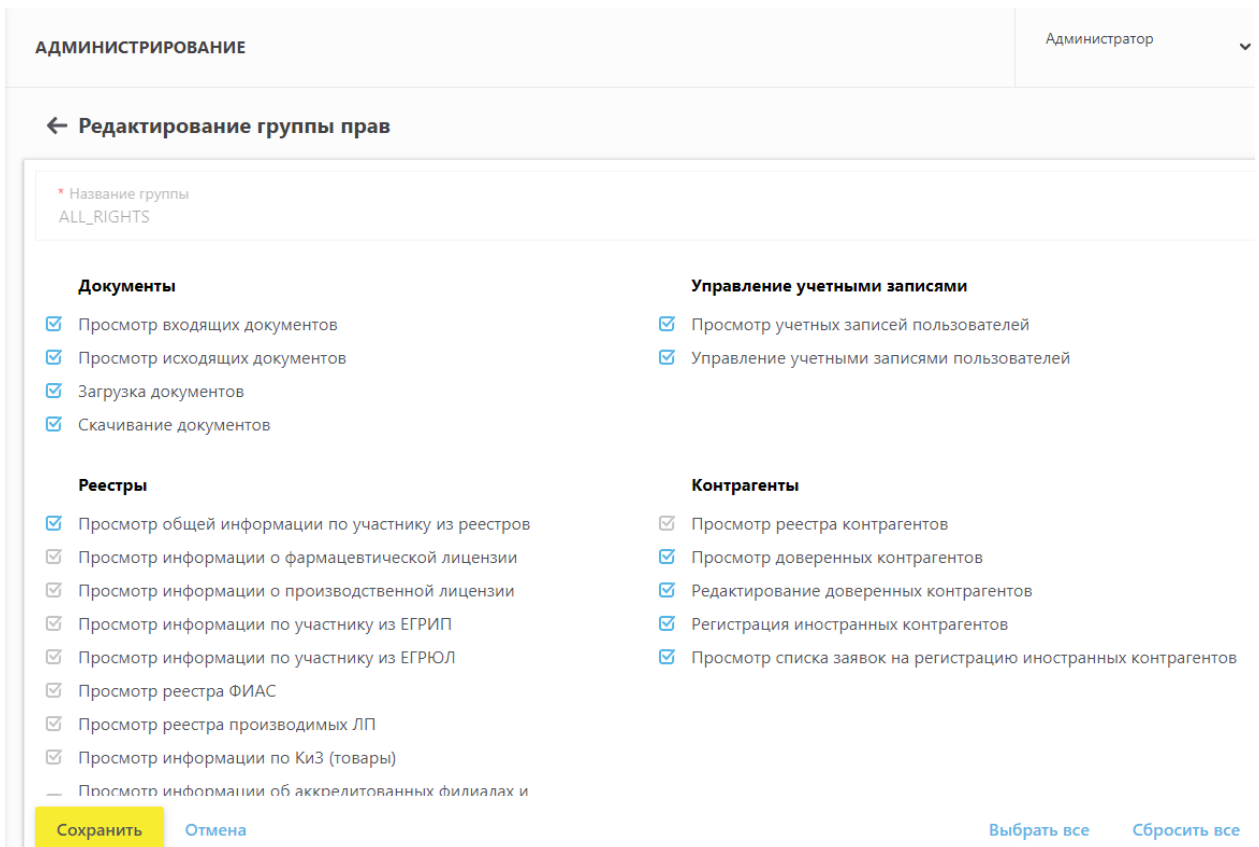 АДМИНИСТРИРОВАНИЕ
Администратор
Редактирование группы прав
* Название группы
ALL_RIGHTS
Документы
Просмотр входящих документов
Просмотр исходящих документов
Загрузка документов
Скачивание документов
Управление учетными записями
Просмотр учетных записей пользователей
Управление учетными записями пользователей
Реестры
Просмотр общей информации по участнику из реестров
Просмотр информации о фармацевтической лицензии
Просмотр информации о производственной лицензии
Просмотр информации по участнику из ЕГРИП
Просмотр информации по участнику из ЕГРЮЛ
Просмотр реестра ФИАС
Просмотр реестра производимых ЛП
Просмотр информации по КиЗ (товары)
Просмотр информации об аккредитованных филиалах и
Контрагенты
Просмотр реестра контрагентов
Просмотр доверенных контрагентов
Редактирование доверенных контрагентов
Регистрация иностранных контрагентов
Просмотр списка заявок на регистрацию иностранных контрагентов
Сохранить
Отмена
Выбрать все
Сбросить все